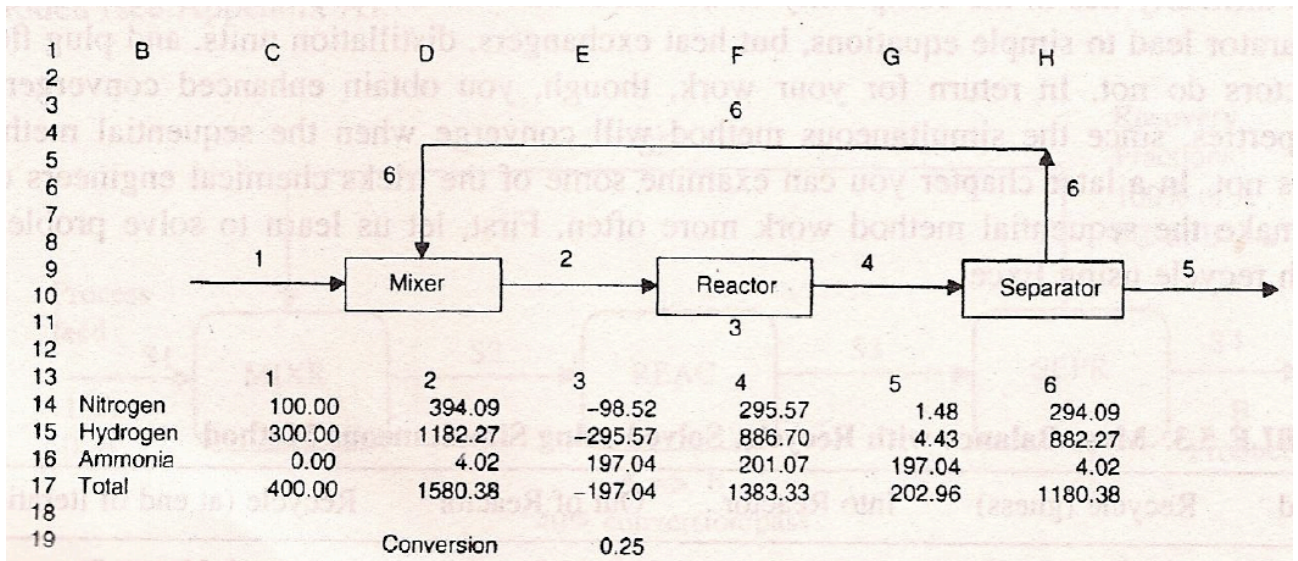 1 B C D E F G H
2
3 6
4
5
6 6 6
7
8
9 1 2 4 5
10 Mixer Reactor Separator
11 3
12
13 1 2 3 4 5 6
14 Nitrogen 100.00 394.09 −98.52 295.57 1.48 294.09
15 Hydrogen 300.00 1182.27 −295.57 886.70 4.43 882.27
16 Ammonia 0.00 4.02 197.04 201.07 197.04 4.02
17 Total 400.00 1580.38 −197.04 1383.33 202.96 1180.38
18
19 Conversion 0.25